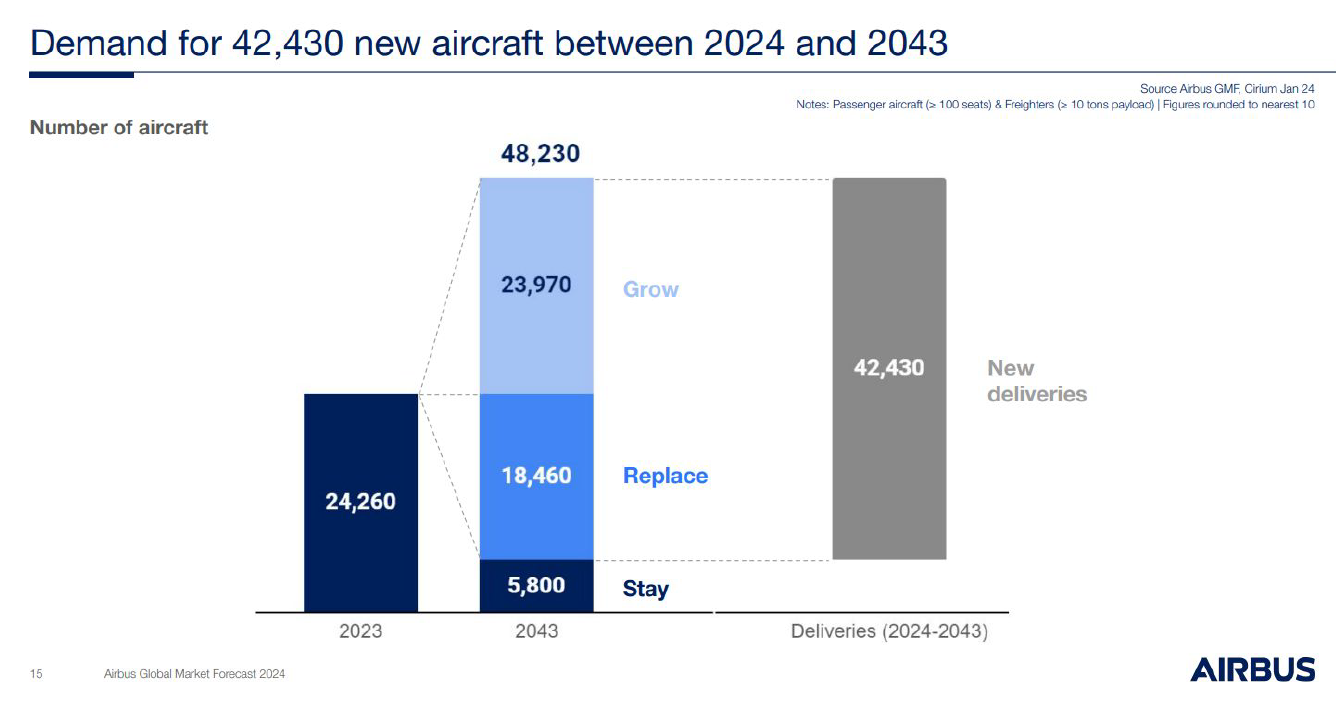 Demand for 42,430 new aircraft between 2024 and 2043
Source Airbus GMF, Cirium Jan 24
Notes: Passenger aircraft (≥ 100 seats) & Freighters (≥ 10 tons payload) | Figures rounded to nearest 10
Number of aircraft
48,230
23,970
Grow
42,430
New
deliveries
18,460
Replace
24,260
5,800
Stay
2023
2043
Deliveries (2024-2043)
15
Airbus Global Market Forecast 2024
AIRBUS